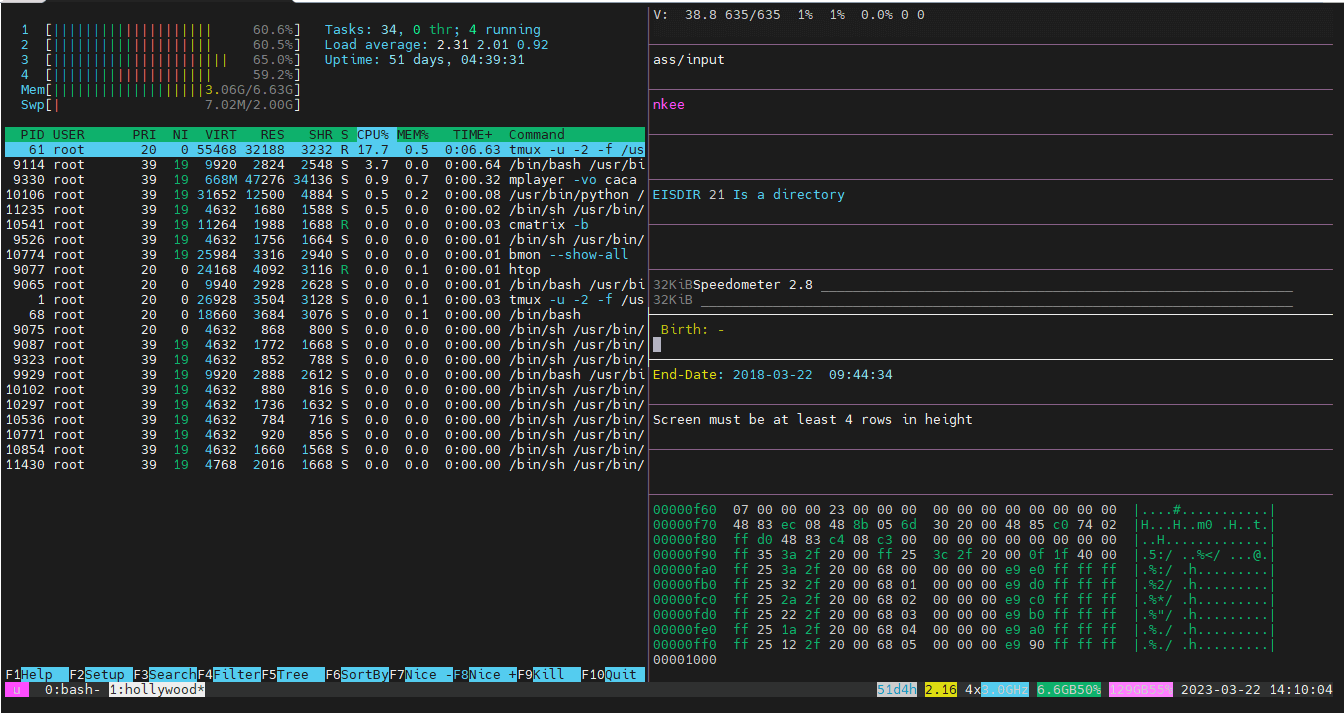 1 [|||||||||||||||||||| 60.6%] Tasks: 34, 0 thr; 4 running
2 [|||||||||||||||||||| 60.5%] Load average: 2.31 2.01 0.92
3 [|||||||||||||||||||||| 65.0%] Uptime: 51 days, 04:39:31
4 [|||||||||||||||||||| 59.2%]
Mem[|||||||||||||||||||3.06G/6.63G]
Swp[| 7.02M/2.00G]
PID USER PRI NI VIRT RES SHR S CPU% MEM% TIME+ Command
61 root 20 0 55468 32188 3232 R 17.7 0.5 0:06.63 tmux -u -2 -f /us
9114 root 39 19 9920 2824 2548 S 3.7 0.0 0:00.64 /bin/bash /usr/bi
9330 root 39 19 668M 47276 34136 S 0.9 0.7 0:00.32 mplayer -vo caca
10106 root 39 19 31652 12500 4884 S 0.5 0.2 0:00.08 /usr/bin/python /
11235 root 39 19 4632 1680 1588 S 0.5 0.0 0:00.02 /bin/sh /usr/bin/
10541 root 39 19 11264 1988 1688 R 0.0 0.0 0:00.03 cmatrix -b
9526 root 39 19 4632 1756 1664 S 0.0 0.0 0:00.01 /bin/sh /usr/bin/
10774 root 39 19 25984 3316 2940 S 0.0 0.0 0:00.01 bmon --show-all
9077 root 20 0 24168 4092 3116 R 0.0 0.1 0:00.01 htop
9065 root 20 0 9940 2928 2628 S 0.0 0.0 0:00.01 /bin/bash /usr/bi
1 root 20 0 26928 3504 3128 S 0.0 0.1 0:00.03 tmux -u -2 -f /us
68 root 20 0 18660 3684 3076 S 0.0 0.1 0:00.00 /bin/bash
9075 root 20 0 4632 868 800 S 0.0 0.0 0:00.00 /bin/sh /usr/bin/
9087 root 39 19 4632 1772 1668 S 0.0 0.0 0:00.00 /bin/sh /usr/bin/
9323 root 39 19 4632 852 788 S 0.0 0.0 0:00.00 /bin/sh /usr/bin/
9929 root 39 19 9920 2888 2612 S 0.0 0.0 0:00.00 /bin/bash /usr/bi
10102 root 39 19 4632 880 816 S 0.0 0.0 0:00.00 /bin/sh /usr/bin/
10297 root 39 19 4632 1736 1632 S 0.0 0.0 0:00.00 /bin/sh /usr/bin/
10536 root 39 19 4632 784 716 S 0.0 0.0 0:00.00 /bin/sh /usr/bin/
10771 root 39 19 4632 920 856 S 0.0 0.0 0:00.00 /bin/sh /usr/bin/
10854 root 39 19 4632 1660 1568 S 0.0 0.0 0:00.00 /bin/sh /usr/bin/
11430 root 39 19 4768 2016 1668 S 0.0 0.0 0:00.00 /bin/sh /usr/bin/
F1Help F2Setup F3SearchF4FilterF5Tree F6SortByF7Nice -F8Nice +F9Kill F10Quit
V: 38.8 635/635 1% 1% 0.0% 0 0
ass/input
nkee
EISDIR 21 Is a directory
32KiBSpeedometer 2.8
32KiB
Birth: -
End-Date: 2018-03-22 09:44:34
Screen must be at least 4 rows in height
00000f60 07 00 00 00 23 00 00 00 00 00 00 00 00 00 00 00 |....#...........|
00000f70 48 83 ec 08 48 8b 05 6d 30 20 00 48 85 c0 74 02 |H...H..m0 .H..t.|
00000f80 ff d0 48 83 c4 08 c3 00 00 00 00 00 00 00 00 00 |..H.............|
00000f90 ff 35 3a 2f 20 00 ff 25 3c 2f 20 00 0f 1f 40 00 |.5:/ ..%</ ...@.|
00000fa0 ff 25 3a 2f 20 00 68 00 00 00 00 e9 e0 ff ff ff |.%:/ .h.........|
00000fb0 ff 25 32 2f 20 00 68 01 00 00 00 e9 d0 ff ff ff |.%2/ .h.........|
00000fc0 ff 25 2a 2f 20 00 68 02 00 00 00 e9 c0 ff ff ff |.%*/ .h.........|
00000fd0 ff 25 22 2f 20 00 68 03 00 00 00 e9 b0 ff ff ff |.%"/ .h.........|
00000fe0 ff 25 1a 2f 20 00 68 04 00 00 00 e9 a0 ff ff ff |.%./ .h.........|
00000ff0 ff 25 12 2f 20 00 68 05 00 00 00 e9 90 ff ff ff |.%./ .h.........|
00001000
u 0:bash- 1:hollywood* 51d4h 2.16 4x3.0GHz 6.6GB50% 129GB55% 2023-03-22 14:10:04